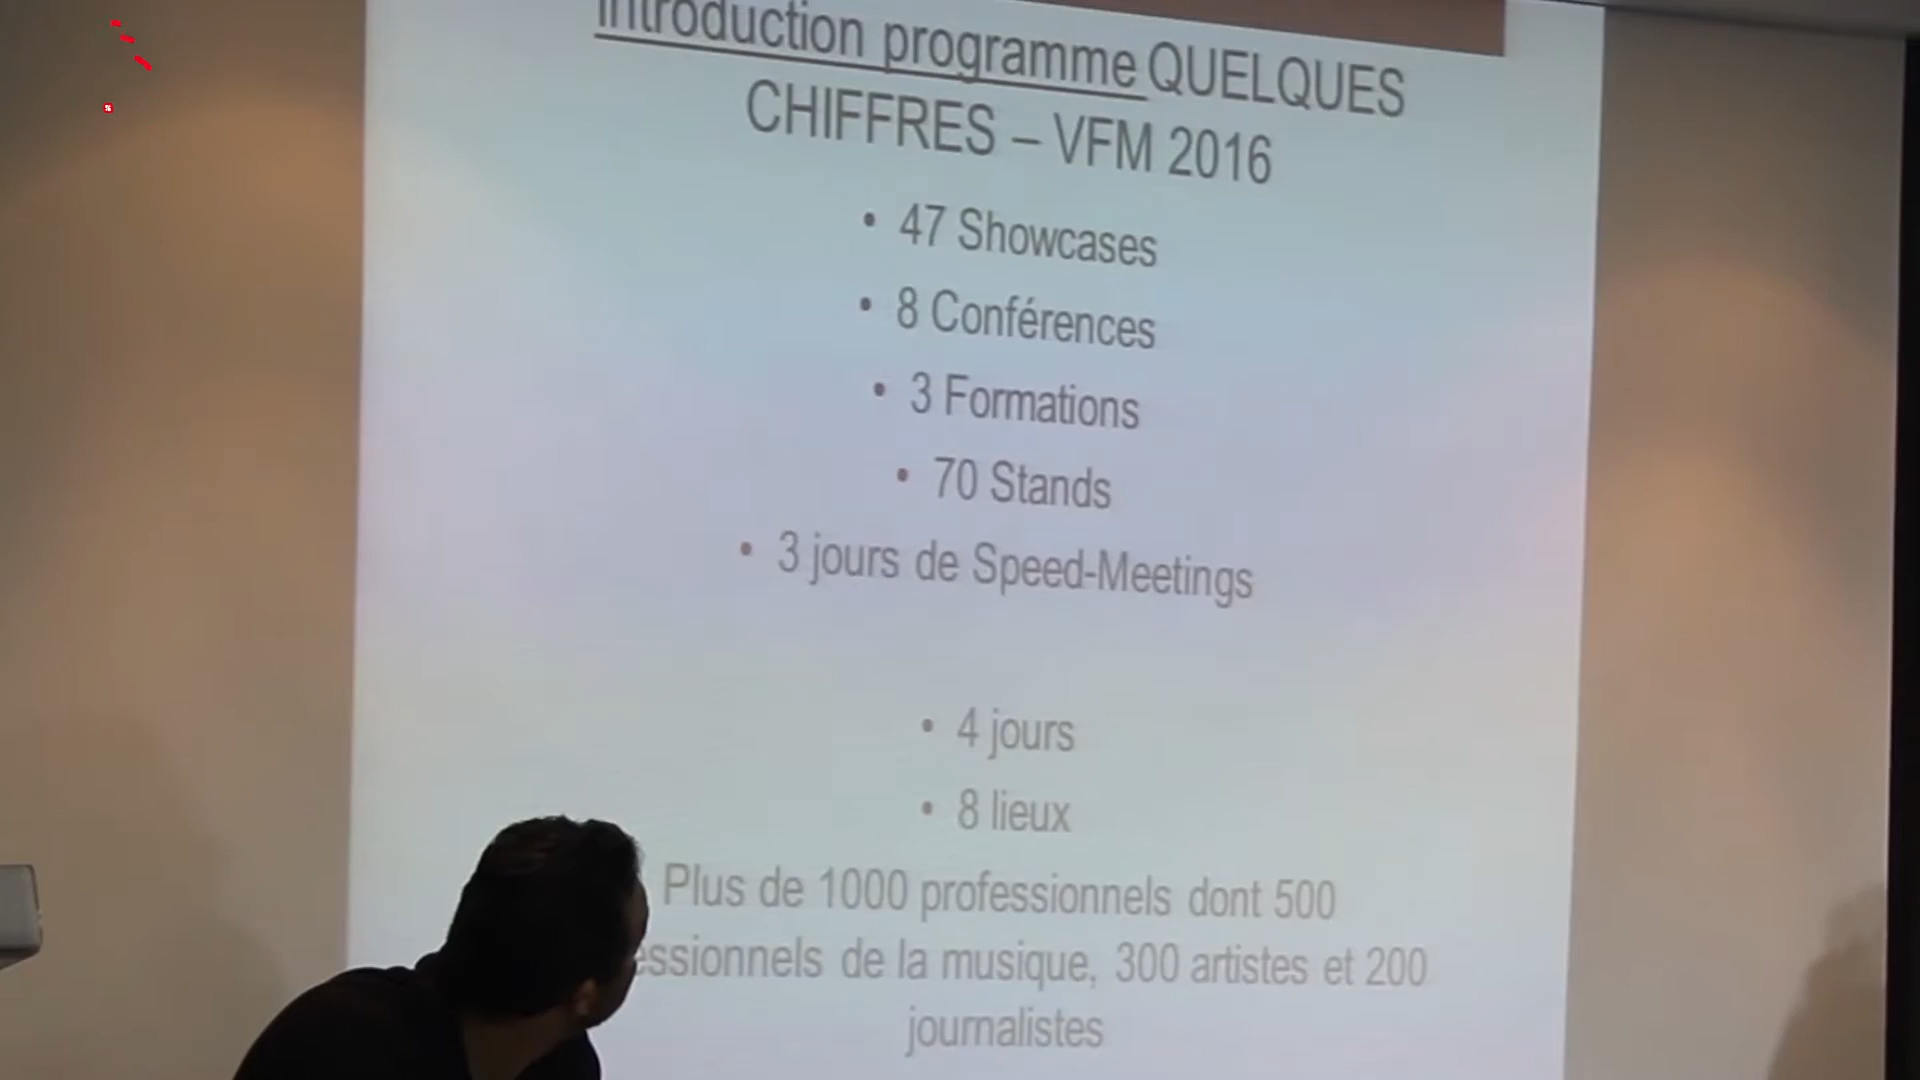 Introduction programme QUELQUES
CHIFFRES – VFM 2016
• 47 Showcases
• 8 Conférences
• 3 Formations
• 70 Stands
• 3 jours de Speed-Meetings
• 4 jours
• 8 lieux
Plus de 1000 professionnels dont 500
essionnels de la musique, 300 artistes et 200
journalistes